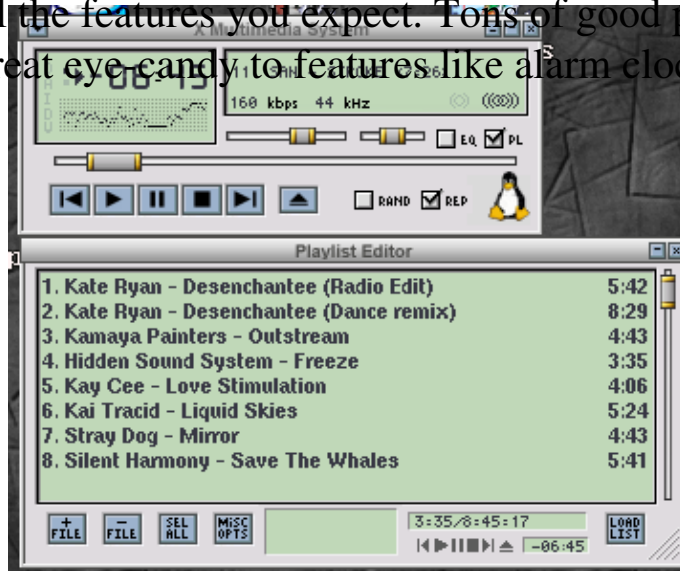 l the features you expect. Tons of good p
X Multimedia System
reat eye-candy to features like alarm cloc
160 kbps 44 kHz
EQ PL
RAND REP
Playlist Editor
1. Kate Ryan - Desenchantee (Radio Edit) 5:42
2. Kate Ryan - Desenchantee (Dance remix) 8:29
3. Kamaya Painters - Outstream 4:43
4. Hidden Sound System - Freeze 3:35
5. Kay Cee - Love Stimulation 4:06
6. Kai Tracid - Liquid Skies 5:24
7. Stray Dog - Mirror 4:43
8. Silent Harmony - Save The Whales 5:41
+ FILE - FILE SEL ALL MISC OPTS 3:35/8:45:17 LOAD LIST
-06:45